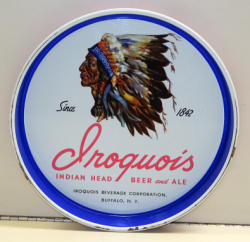 Since 1842
Iroquois
INDIAN HEAD BEER and ALE
IROQUOIS BEVERAGE CORPORATION,
BUFFALO, N. Y.